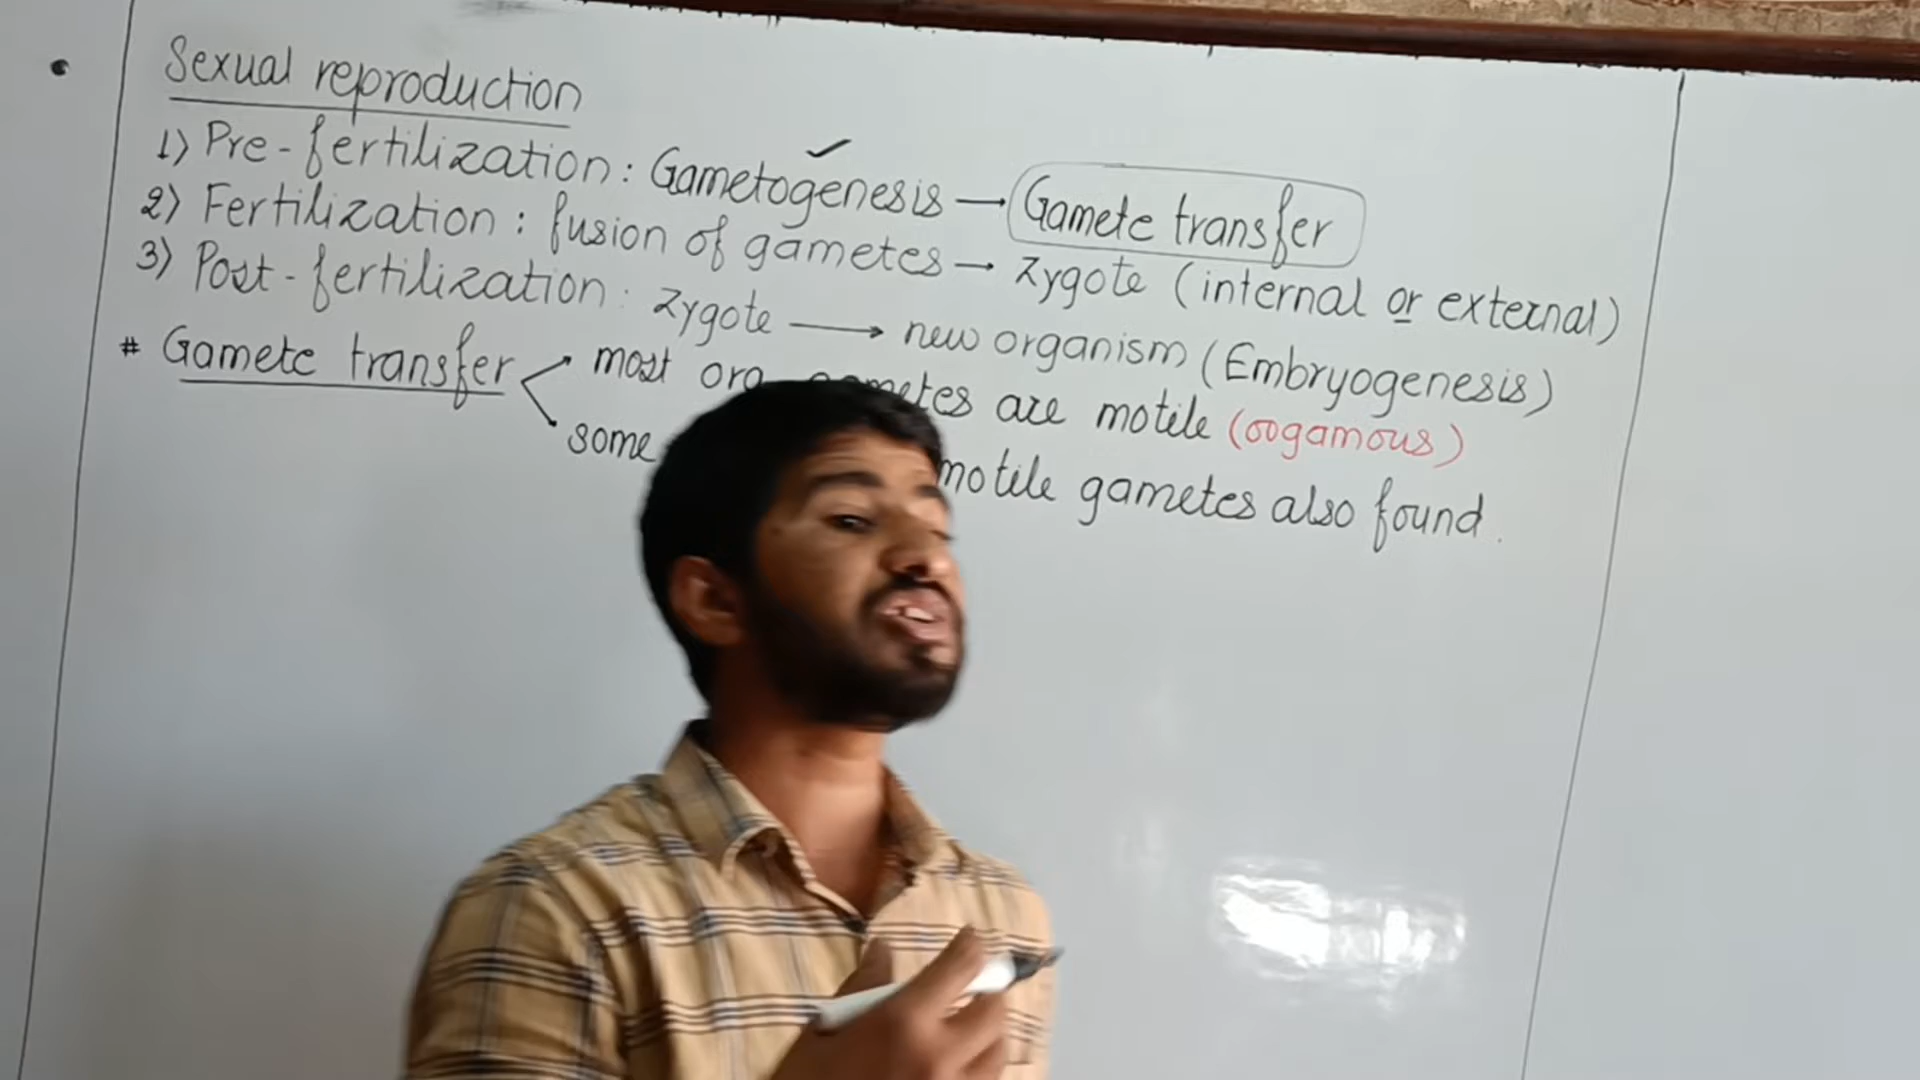 Sexual reproduction
1) Pre-fertilization : Gametogenesis → Gamete transfer
2) Fertilization : fusion of gametes → zygote (internal or external)
3) Post-fertilization : zygote → new organism (Embryogenesis)
# Gamete transfer most are motile (oogamous)
some motile gametes also found.